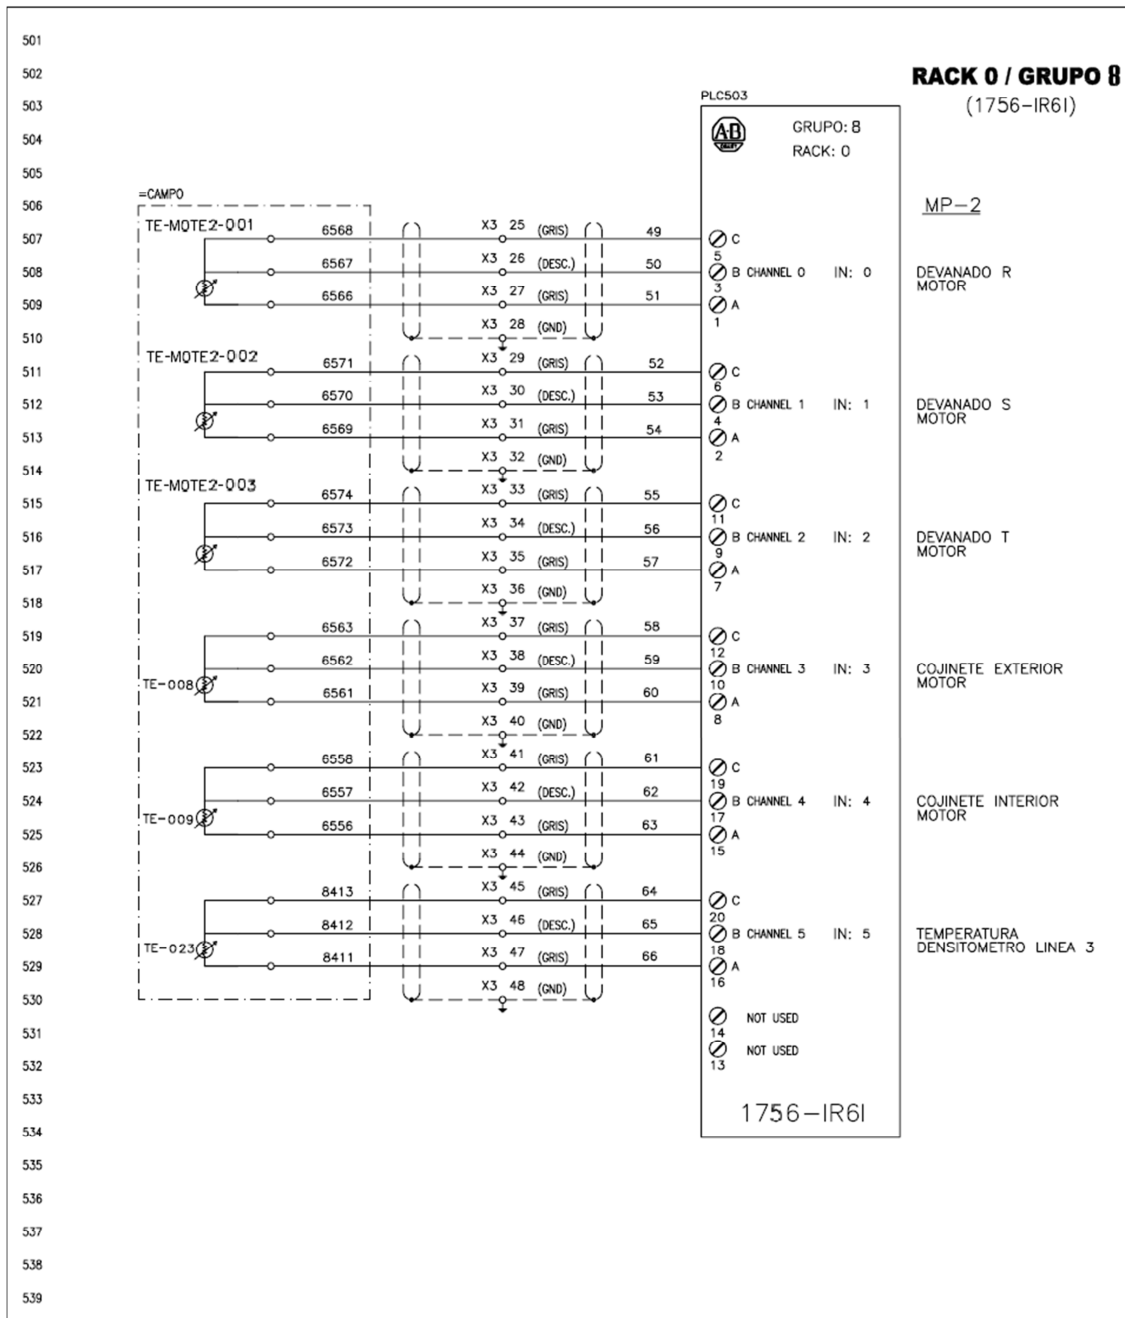 501
502
RACK 0 / GRUPO 8
503
PLC503
(1756-IR6I)
504
A-B
GRUPO: 8
RACK: 0
505
=CAMPO
506
MP-2
TE-MOTE2-001
507
6568
X3 25 (GRIS)
49
C
5
508
6567
X3 26 (DESC.)
50
B CHANNEL 0
IN: 0
DEVANADO R
MOTOR
3
509
6566
X3 27 (GRIS)
51
A
1
510
X3 28 (GND)
TE-MOTE2-002
511
6571
X3 29 (GRIS)
52
C
6
512
6570
X3 30 (DESC.)
53
B CHANNEL 1
IN: 1
DEVANADO S
MOTOR
4
513
6569
X3 31 (GRIS)
54
A
2
514
X3 32 (GND)
TE-MOTE2-003
515
6574
X3 33 (GRIS)
55
C
11
516
6573
X3 34 (DESC.)
56
B CHANNEL 2
IN: 2
DEVANADO T
MOTOR
9
517
6572
X3 35 (GRIS)
57
A
7
518
X3 36 (GND)
519
6563
X3 37 (GRIS)
58
C
12
520
6562
X3 38 (DESC.)
59
B CHANNEL 3
IN: 3
COJINETE EXTERIOR
MOTOR
TE-008
10
521
6561
X3 39 (GRIS)
60
A
8
522
X3 40 (GND)
523
6558
X3 41 (GRIS)
61
C
19
524
6557
X3 42 (DESC.)
62
B CHANNEL 4
IN: 4
COJINETE INTERIOR
MOTOR
TE-009
17
525
6556
X3 43 (GRIS)
63
A
15
526
X3 44 (GND)
527
8413
X3 45 (GRIS)
64
C
20
528
8412
X3 46 (DESC.)
65
B CHANNEL 5
IN: 5
TEMPERATURA
DENSITOMETRO LINEA 3
TE-023
18
529
8411
X3 47 (GRIS)
66
A
16
530
X3 48 (GND)
NOT USED
531
14
NOT USED
532
13
533
1756-IR6I
534
535
536
537
538
539